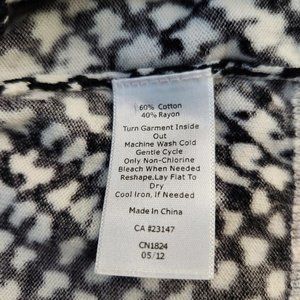 60% Cotton
40% Rayon
Turn Garment Inside
Out
Machine Wash Cold
Gentle Cycle
Only Non-Chlorine
Bleach When Needed
Reshape,Lay Flat To
Dry
Cool Iron, If Needed
Made in China
CA #23147
CN1824
05/12